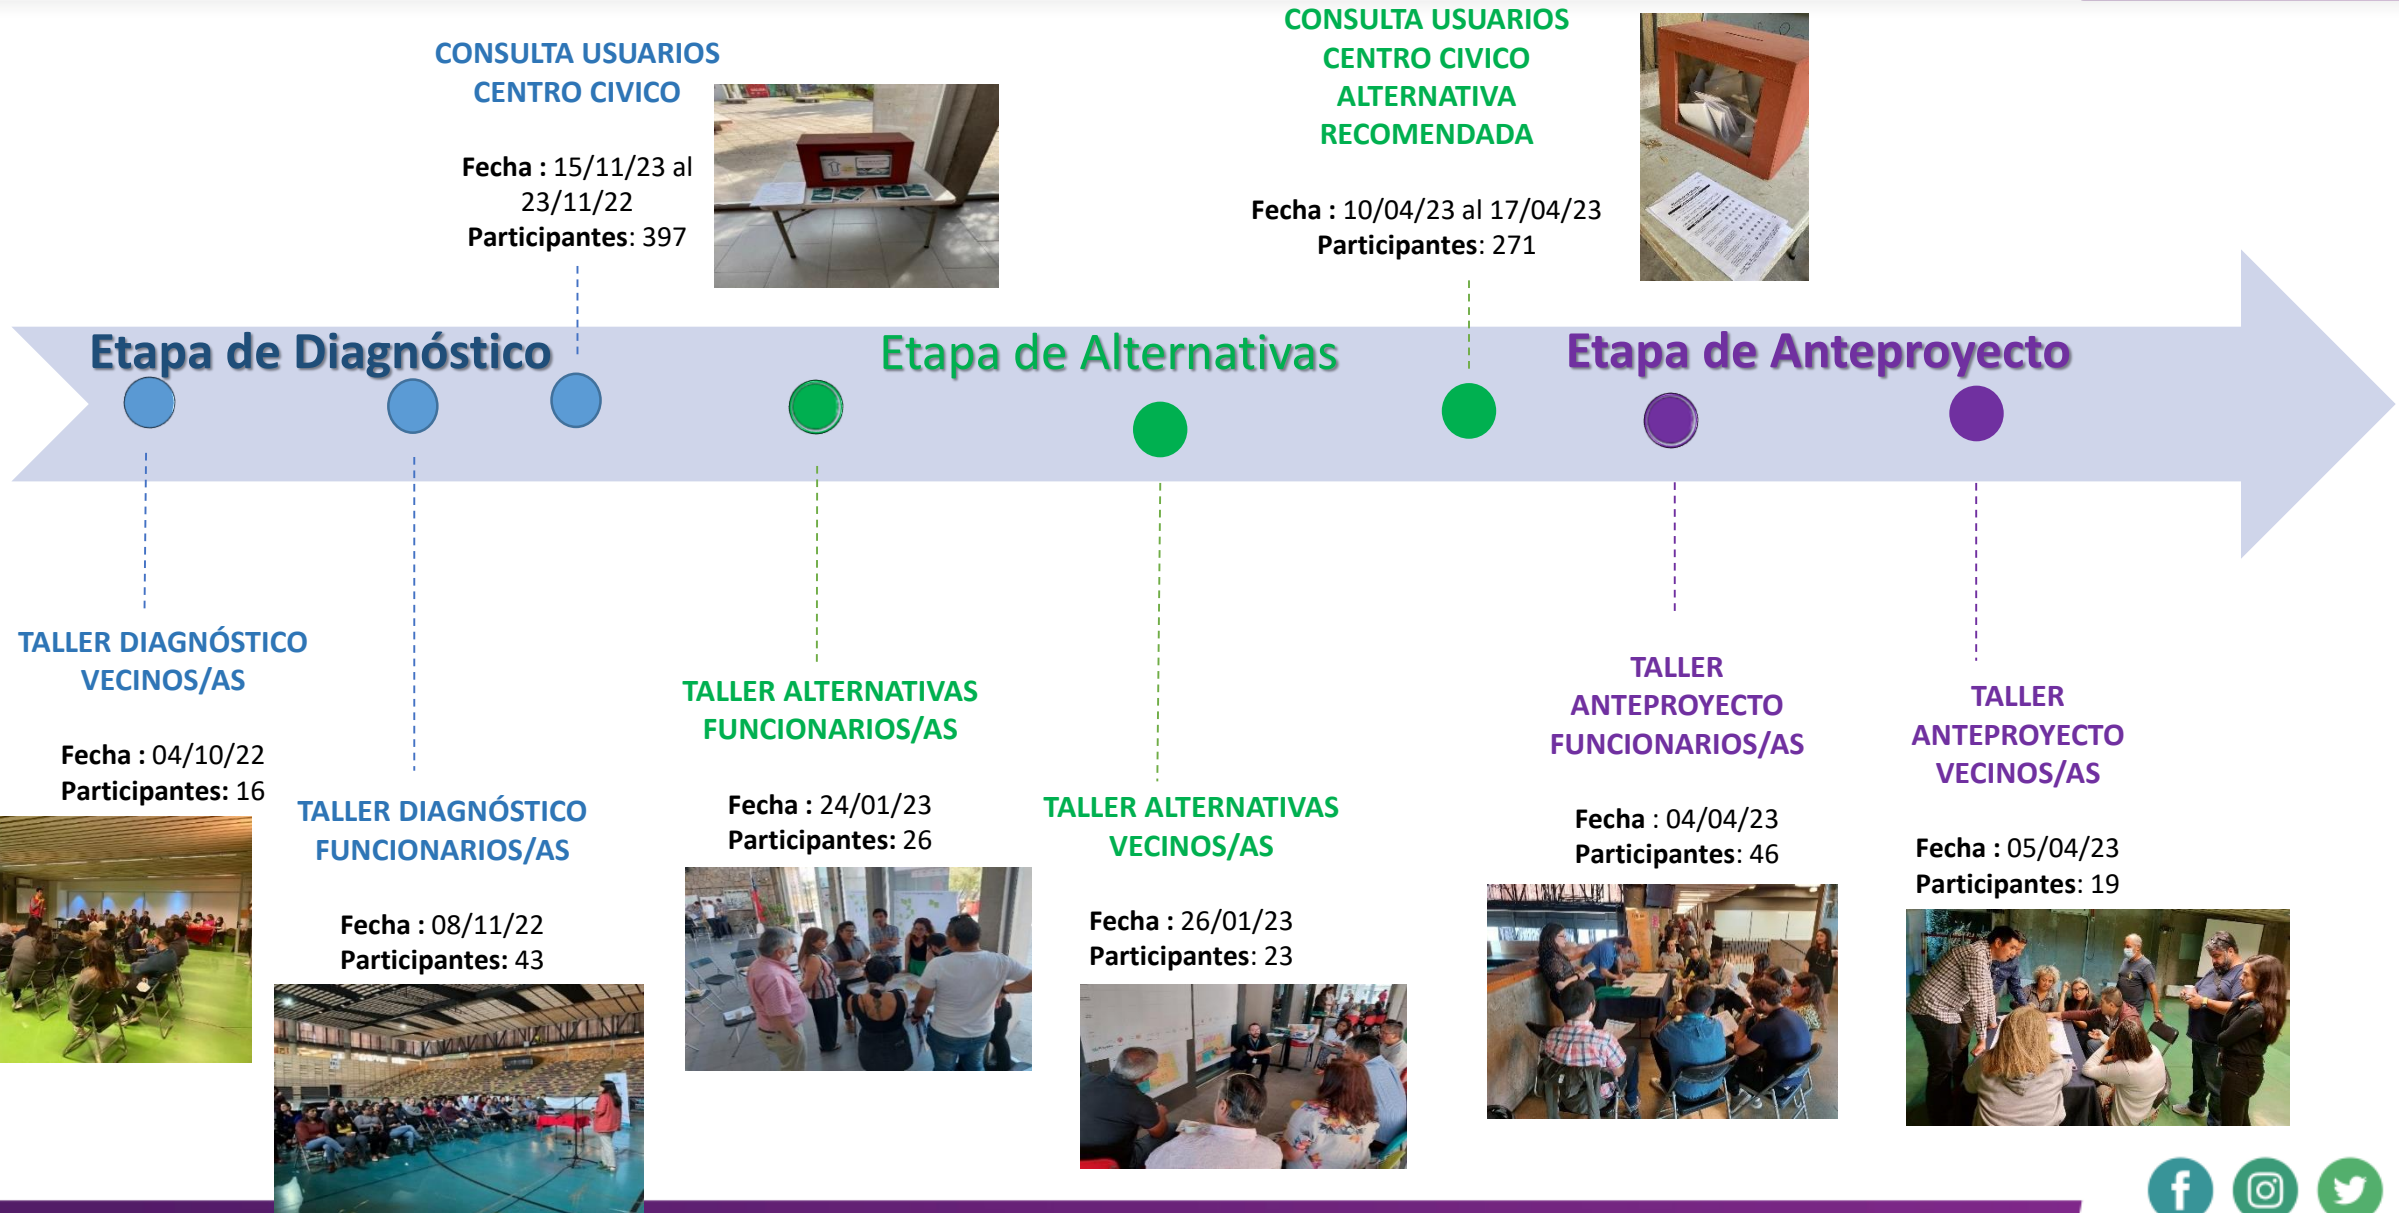 CONSULTA USUARIOS
CENTRO CIVICO
Fecha : 15/11/23 al
23/11/22
Participantes: 397
CONSULTA USUARIOS
CENTRO CIVICO
ALTERNATIVA
RECOMENDADA
Fecha : 10/04/23 al 17/04/23
Participantes: 271
Etapa de Diagnóstico
Etapa de Alternativas
Etapa de Anteproyecto
TALLER DIAGNÓSTICO
VECINOS/AS
Fecha : 04/10/22
Participantes: 16
TALLER DIAGNÓSTICO
FUNCIONARIOS/AS
Fecha : 08/11/22
Participantes: 43
TALLER ALTERNATIVAS
FUNCIONARIOS/AS
Fecha : 24/01/23
Participantes: 26
TALLER ALTERNATIVAS
VECINOS/AS
Fecha : 26/01/23
Participantes: 23
TALLER
ANTEPROYECTO
FUNCIONARIOS/AS
Fecha : 04/04/23
Participantes: 46
TALLER
ANTEPROYECTO
VECINOS/AS
Fecha : 05/04/23
Participantes: 19